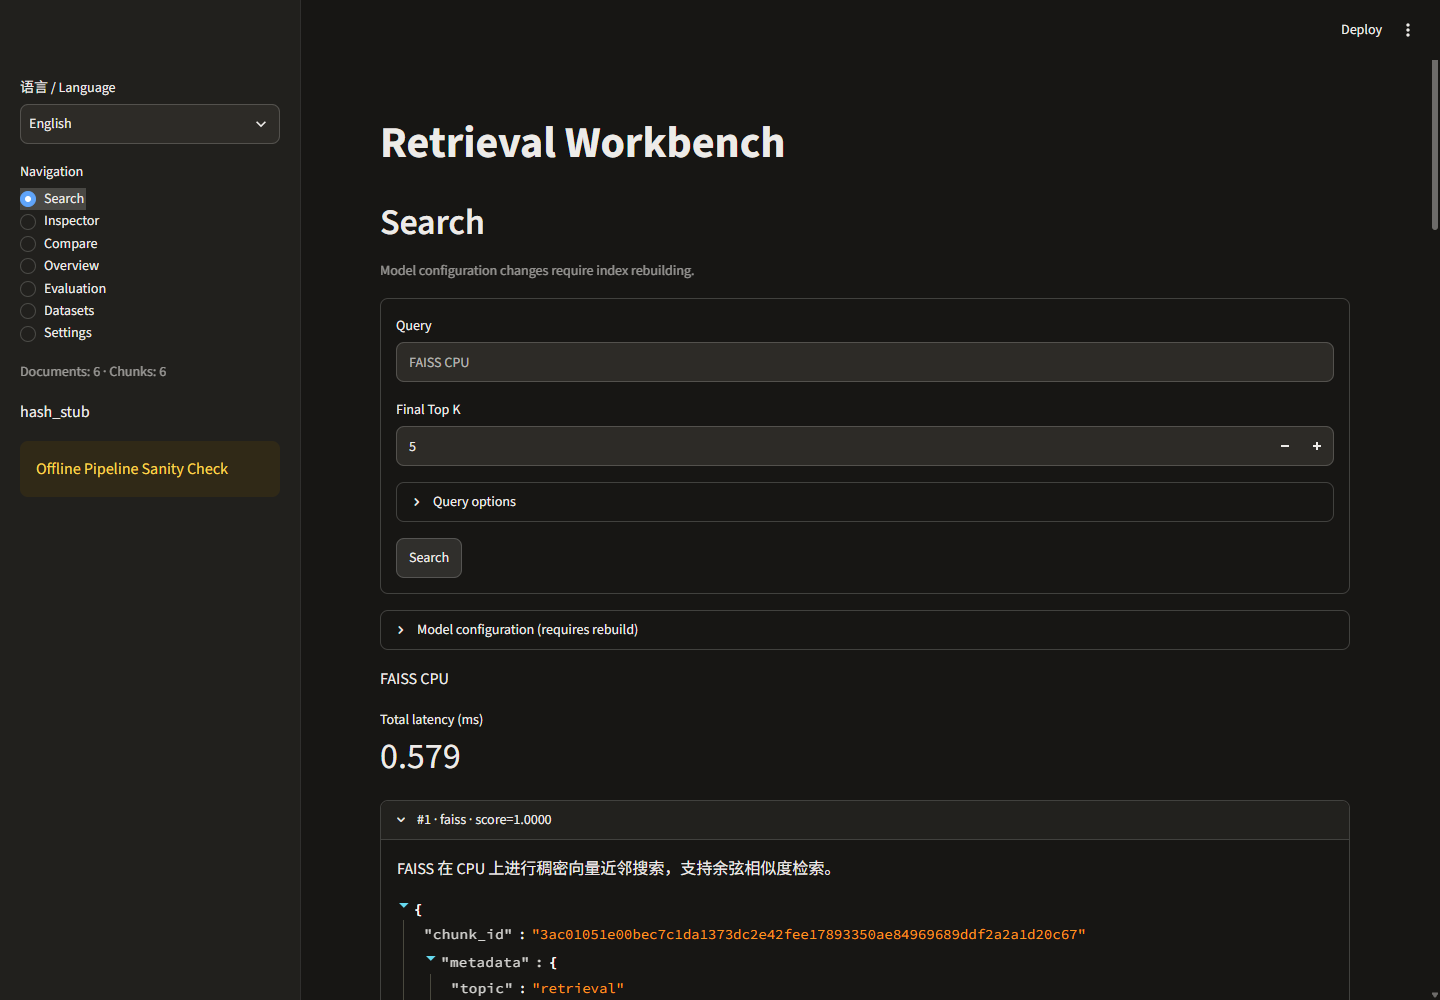 Deploy
语言 / Language
English
Navigation
Search
Inspector
Compare
Overview
Evaluation
Datasets
Settings
Documents: 6 · Chunks: 6
hash_stub
Offline Pipeline Sanity Check
Retrieval Workbench
Search
Model configuration changes require index rebuilding.
Query
FAISS CPU
Final Top K
5
Query options
Search
Model configuration (requires rebuild)
FAISS CPU
Total latency (ms)
0.579
#1 · faiss · score=1.0000
FAISS 在 CPU 上进行稠密向量近邻搜索，支持余弦相似度检索。
{
"chunk_id" : "3ac01051e00bec7c1da1373dc2e42fee17893350ae84969689ddf2a2a1d20c67"
"metadata" : {
"topic" : "retrieval"